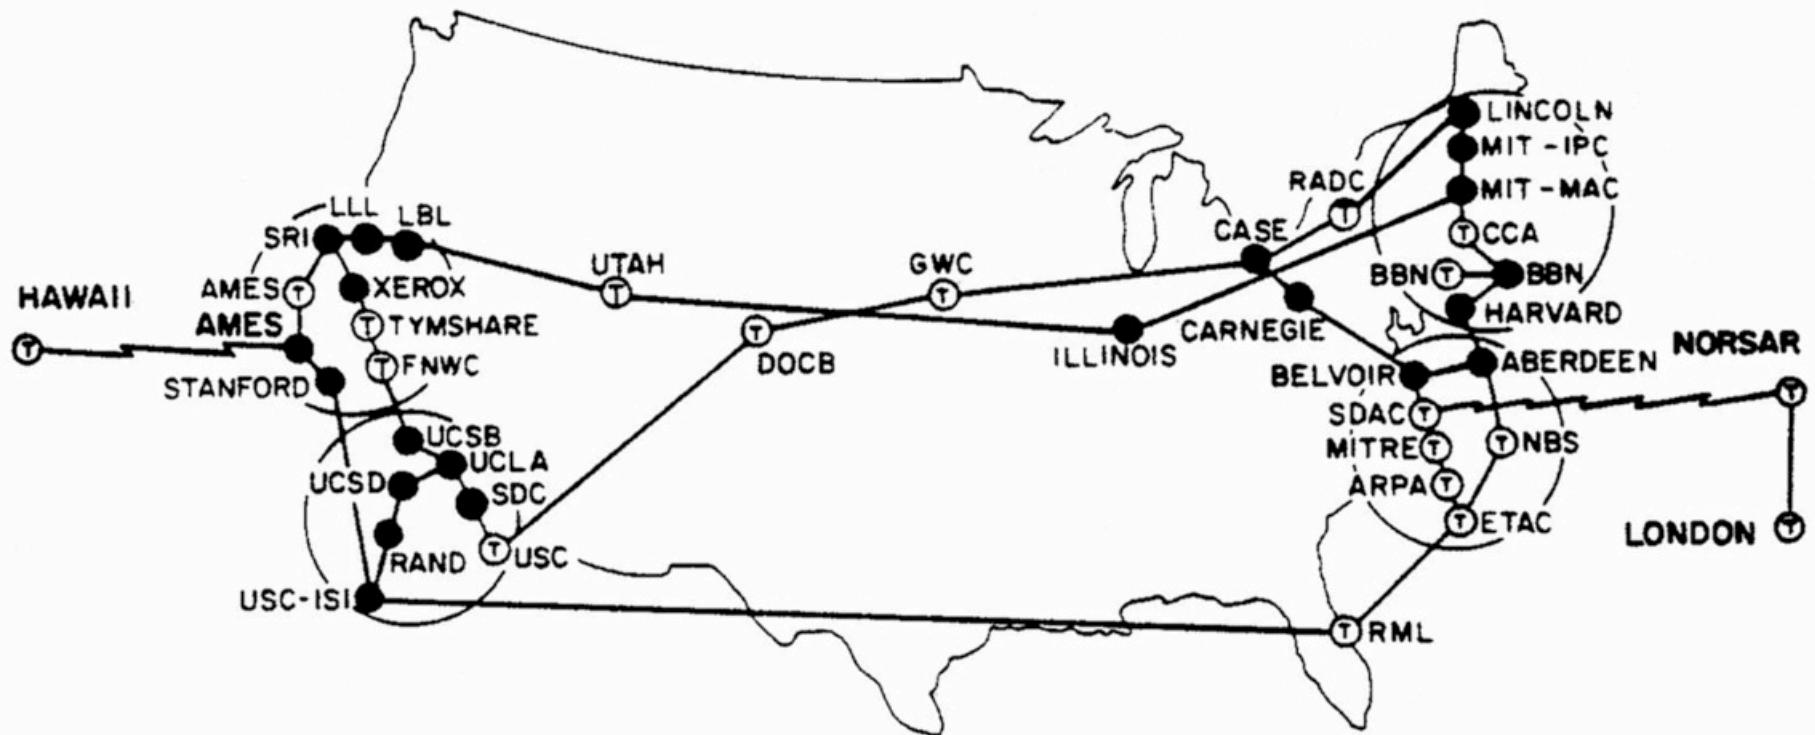 LINCOLN
MIT-IPC
RADC
MIT-MAC
LLL
LBL
SRI
CASE
T
CCA
T
UTAH
GWC
BBN
T
BBN
AMES
T
XEROX
T
T
HAWAII
HARVARD
T
TYMSHARE
AMES
CARNEGIE
T
T
DOCB
ILLINOIS
NORSAR
T
FNWC
ABERDEEN
BELVOIR
STANFORD
T
SDAC
T
UCSB
MITRE
T
T
NBS
UCLA
UCSD
ARPA
T
SDC
T
ETAC
LONDON
T
T
USC
RAND
USC-ISI
T
RML